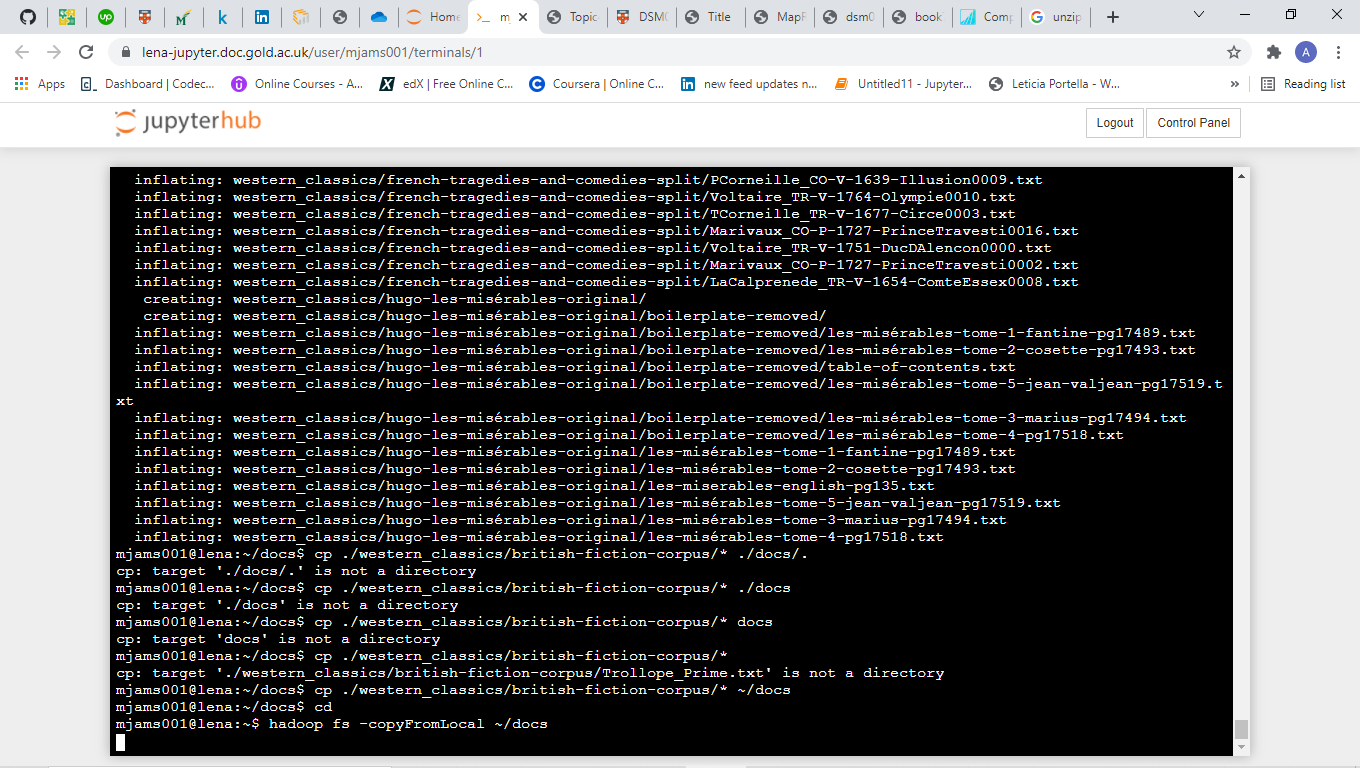 Home
m
Topic
DSM0
Title
MapR
dsm0
book
Comp
unzip
lena-jupyter.doc.gold.ac.uk/user/mjams001/terminals/1
A
Apps
Dashboard | Codec...
Online Courses - A...
edX | Free Online C...
Coursera | Online C...
new feed updates n...
Untitled11 - Jupyter...
Leticia Portella - W...
»
Reading list
jupyterhub
Logout
Control Panel
inflating: western_classics/french-tragedies-and-comedies-split/PCorneille_CO-V-1639-Illusion0009.txt
inflating: western_classics/french-tragedies-and-comedies-split/Voltaire_TR-V-1764-Olympie0010.txt
inflating: western_classics/french-tragedies-and-comedies-split/TCorneille_TR-V-1677-Circe0003.txt
inflating: western_classics/french-tragedies-and-comedies-split/Marivaux_CO-P-1727-PrinceTravesti0016.txt
inflating: western_classics/french-tragedies-and-comedies-split/Voltaire_TR-V-1751-DucDAlencon0000.txt
inflating: western_classics/french-tragedies-and-comedies-split/Marivaux_CO-P-1727-PrinceTravesti0002.txt
inflating: western_classics/french-tragedies-and-comedies-split/LaCalprenede_TR-V-1654-ComteEssex0008.txt
creating: western_classics/hugo-les-misérables-original/
creating: western_classics/hugo-les-misérables-original/boilerplate-removed/
inflating: western_classics/hugo-les-misérables-original/boilerplate-removed/les-misérables-tome-1-fantine-pg17489.txt
inflating: western_classics/hugo-les-misérables-original/boilerplate-removed/les-misérables-tome-2-cosette-pg17493.txt
inflating: western_classics/hugo-les-misérables-original/boilerplate-removed/table-of-contents.txt
inflating: western_classics/hugo-les-misérables-original/boilerplate-removed/les-misérables-tome-5-jean-valjean-pg17519.t
xt
inflating: western_classics/hugo-les-misérables-original/boilerplate-removed/les-misérables-tome-3-marius-pg17494.txt
inflating: western_classics/hugo-les-misérables-original/boilerplate-removed/les-misérables-tome-4-pg17518.txt
inflating: western_classics/hugo-les-misérables-original/les-misérables-tome-1-fantine-pg17489.txt
inflating: western_classics/hugo-les-misérables-original/les-misérables-tome-2-cosette-pg17493.txt
inflating: western_classics/hugo-les-misérables-original/les-miserables-english-pg135.txt
inflating: western_classics/hugo-les-misérables-original/les-misérables-tome-5-jean-valjean-pg17519.txt
inflating: western_classics/hugo-les-misérables-original/les-misérables-tome-3-marius-pg17494.txt
inflating: western_classics/hugo-les-misérables-original/les-misérables-tome-4-pg17518.txt
mjams001@lena:~/docs$ cp ./western_classics/british-fiction-corpus/* ./docs/.
cp: target './docs/.' is not a directory
mjams001@lena:~/docs$ cp ./western_classics/british-fiction-corpus/* ./docs
cp: target './docs' is not a directory
mjams001@lena:~/docs$ cp ./western_classics/british-fiction-corpus/* docs
cp: target 'docs' is not a directory
mjams001@lena:~/docs$ cp ./western_classics/british-fiction-corpus/*
cp: target './western_classics/british-fiction-corpus/Trollope_Prime.txt' is not a directory
mjams001@lena:~/docs$ cp ./western_classics/british-fiction-corpus/* ~/docs
mjams001@lena:~/docs$ cd
mjams001@lena:~$ hadoop fs -copyFromLocal ~/docs